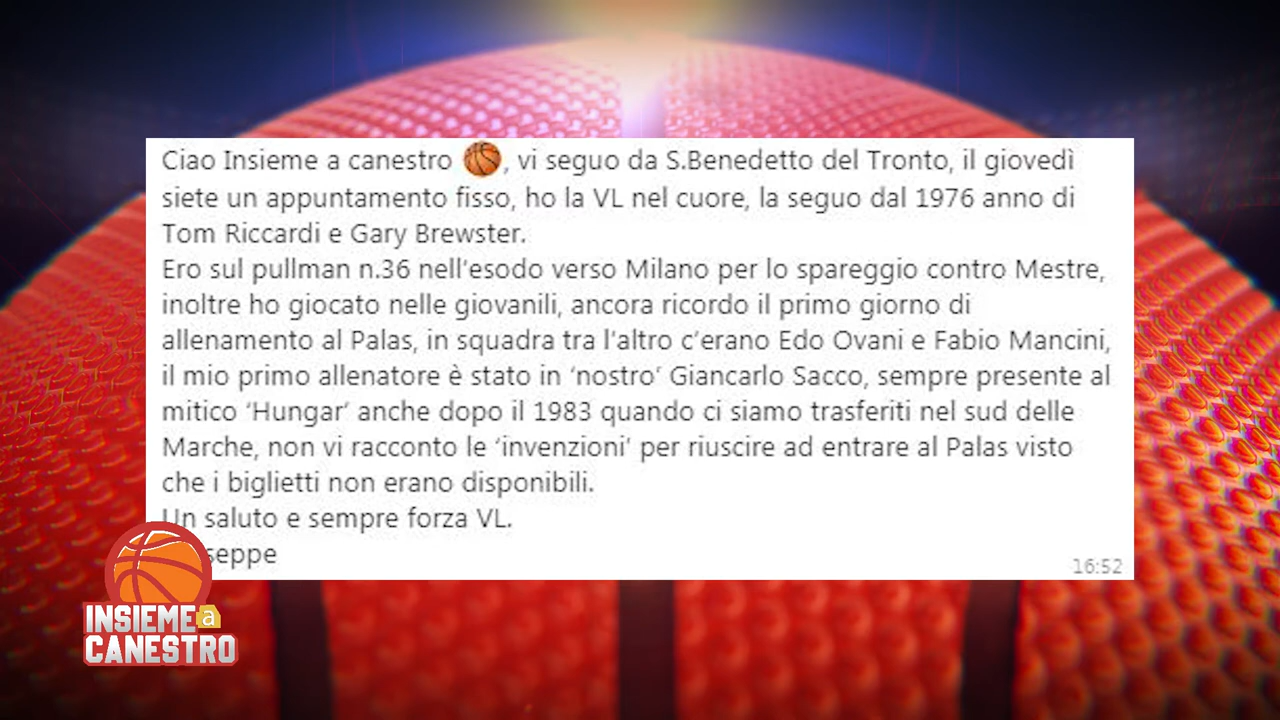 Ciao Insieme a canestro 🏀, vi seguo da S.Benedetto del Tronto, il giovedì
siete un appuntamento fisso, ho la VL nel cuore, la seguo dal 1976 anno di
Tom Riccardi e Gary Brewster.
Ero sul pullman n.36 nell'esodo verso Milano per lo spareggio contro Mestre,
inoltre ho giocato nelle giovanili, ancora ricordo il primo giorno di
allenamento al Palas, in squadra tra l'altro c'erano Edo Ovani e Fabio Mancini,
il mio primo allenatore è stato in 'nostro' Giancarlo Sacco, sempre presente al
mitico 'Hungar' anche dopo il 1983 quando ci siamo trasferiti nel sud delle
Marche, non vi racconto le 'invenzioni' per riuscire ad entrare al Palas visto
che i biglietti non erano disponibili.
Un saluto e sempre forza VL.
seppe
16:52
INSIEME a
CANESTRO